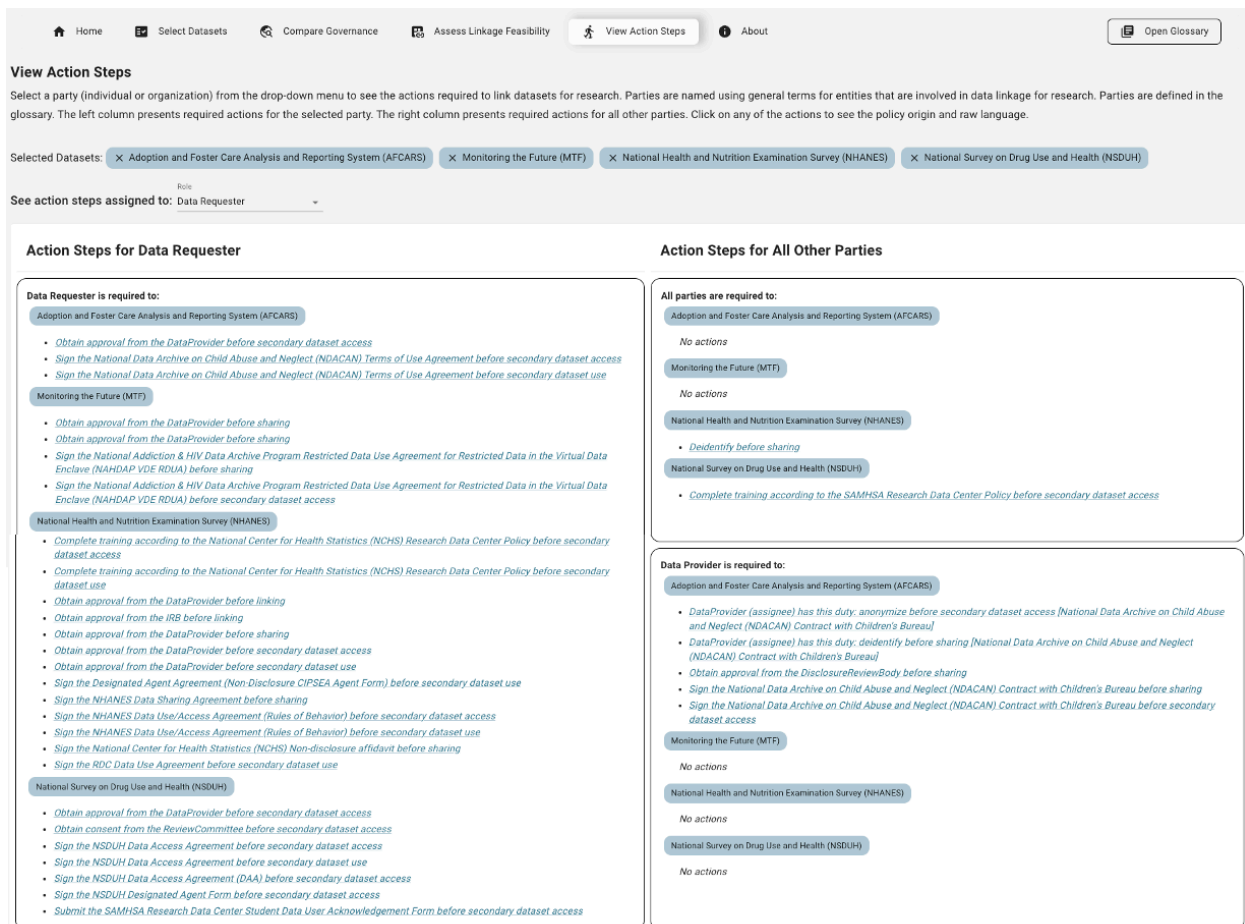 Home
Select Datasets
Compare Governance
Assess Linkage Feasibility
View Action Steps
About
Open Glossary
View Action Steps
Select a party (individual or organization) from the drop-down menu to see the actions required to link datasets for research. Parties are named using general terms for entities that are involved in data linkage for research. Parties are defined in the
glossary. The left column presents required actions for the selected party. The right column presents required actions for all other parties. Click on any of the actions to see the policy origin and raw language.
Selected Datasets: × Adoption and Foster Care Analysis and Reporting System (AFCARS) × Monitoring the Future (MTF) × National Health and Nutrition Examination Survey (NHANES) × National Survey on Drug Use and Health (NSDUH)
Role
See action steps assigned to: Data Requester
Action Steps for Data Requester
Data Requester is required to:
Adoption and Foster Care Analysis and Reporting System (AFCARS)
• Obtain approval from the DataProvider before secondary dataset access
• Sign the National Data Archive on Child Abuse and Neglect (NDACAN) Terms of Use Agreement before secondary dataset access
• Sign the National Data Archive on Child Abuse and Neglect (NDACAN) Terms of Use Agreement before secondary dataset use
Monitoring the Future (MTF)
• Obtain approval from the DataProvider before sharing
• Obtain approval from the DataProvider before sharing
• Sign the National Addiction & HIV Data Archive Program Restricted Data Use Agreement for Restricted Data in the Virtual Data
Enclave (NAHDAP VDE RDUA) before sharing
• Sign the National Addiction & HIV Data Archive Program Restricted Data Use Agreement for Restricted Data in the Virtual Data
Enclave (NAHDAP VDE RDUA) before secondary dataset access
National Health and Nutrition Examination Survey (NHANES)
• Complete training according to the National Center for Health Statistics (NCHS) Research Data Center Policy before secondary
dataset access
• Complete training according to the National Center for Health Statistics (NCHS) Research Data Center Policy before secondary
dataset use
• Obtain approval from the DataProvider before linking
• Obtain approval from the IRB before linking
• Obtain approval from the DataProvider before sharing
• Obtain approval from the DataProvider before secondary dataset access
• Obtain approval from the DataProvider before secondary dataset use
• Sign the Designated Agent Agreement (Non-Disclosure CIPSEA Agent Form) before secondary dataset use
• Sign the NHANES Data Sharing Agreement before sharing
• Sign the NHANES Data Use/Access Agreement (Rules of Behavior) before secondary dataset access
• Sign the NHANES Data Use/Access Agreement (Rules of Behavior) before secondary dataset use
• Sign the National Center for Health Statistics (NCHS) Non-disclosure affidavit before sharing
• Sign the RDC Data Use Agreement before secondary dataset use
National Survey on Drug Use and Health (NSDUH)
• Obtain approval from the DataProvider before secondary dataset access
• Obtain consent from the ReviewCommittee before secondary dataset access
• Sign the NSDUH Data Access Agreement before secondary dataset access
• Sign the NSDUH Data Access Agreement before secondary dataset use
• Sign the NSDUH Data Access Agreement (DAA) before secondary dataset access
• Sign the NSDUH Designated Agent Form before secondary dataset access
• Submit the SAMHSA Research Data Center Student Data User Acknowledgement Form before secondary dataset access
Action Steps for All Other Parties
All parties are required to:
Adoption and Foster Care Analysis and Reporting System (AFCARS)
No actions
Monitoring the Future (MTF)
No actions
National Health and Nutrition Examination Survey (NHANES)
• Deidentify before sharing
National Survey on Drug Use and Health (NSDUH)
• Complete training according to the SAMHSA Research Data Center Policy before secondary dataset access
Data Provider is required to:
Adoption and Foster Care Analysis and Reporting System (AFCARS)
• DataProvider (assignee) has this duty: anonymize before secondary dataset access [National Data Archive on Child Abuse
and Neglect (NDACAN) Contract with Children's Bureau]
• DataProvider (assignee) has this duty: deidentify before sharing [National Data Archive on Child Abuse and Neglect
(NDACAN) Contract with Children's Bureau]
• Obtain approval from the DisclosureReviewBody before sharing
• Sign the National Data Archive on Child Abuse and Neglect (NDACAN) Contract with Children's Bureau before sharing
• Sign the National Data Archive on Child Abuse and Neglect (NDACAN) Contract with Children's Bureau before secondary
dataset access
Monitoring the Future (MTF)
No actions
National Health and Nutrition Examination Survey (NHANES)
No actions
National Survey on Drug Use and Health (NSDUH)
No actions